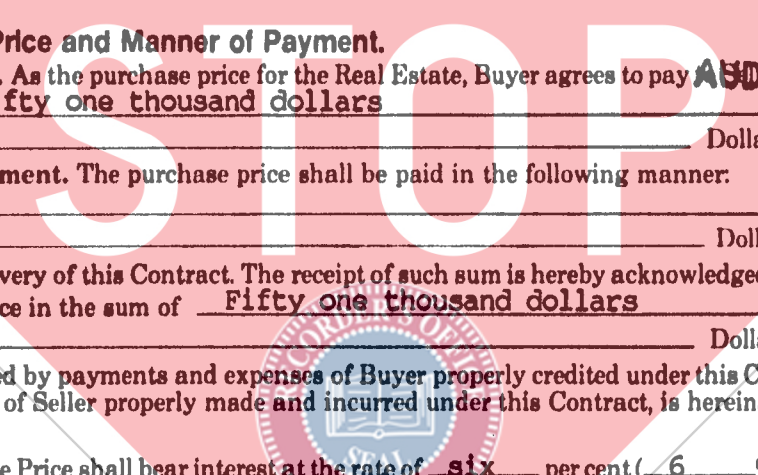 STOP
Price and Manner of Payment.
. As the purchase price for the Real Estate, Buyer agrees to pay
fty one thousand dollars
Dolla
ment. The purchase price shall be paid in the following manner:
Doll
very of this Contract. The receipt of such sum is hereby acknowledged
ce in the sum of Fifty one thousand dollars
Dolla
RECORDER'S OFFI
ed by payments and expenses of Buyer properly credited under this C
of Seller properly made and incurred under this Contract, is herein
SEAL
e Price shall bear interest at the rate of six per cent ( 6